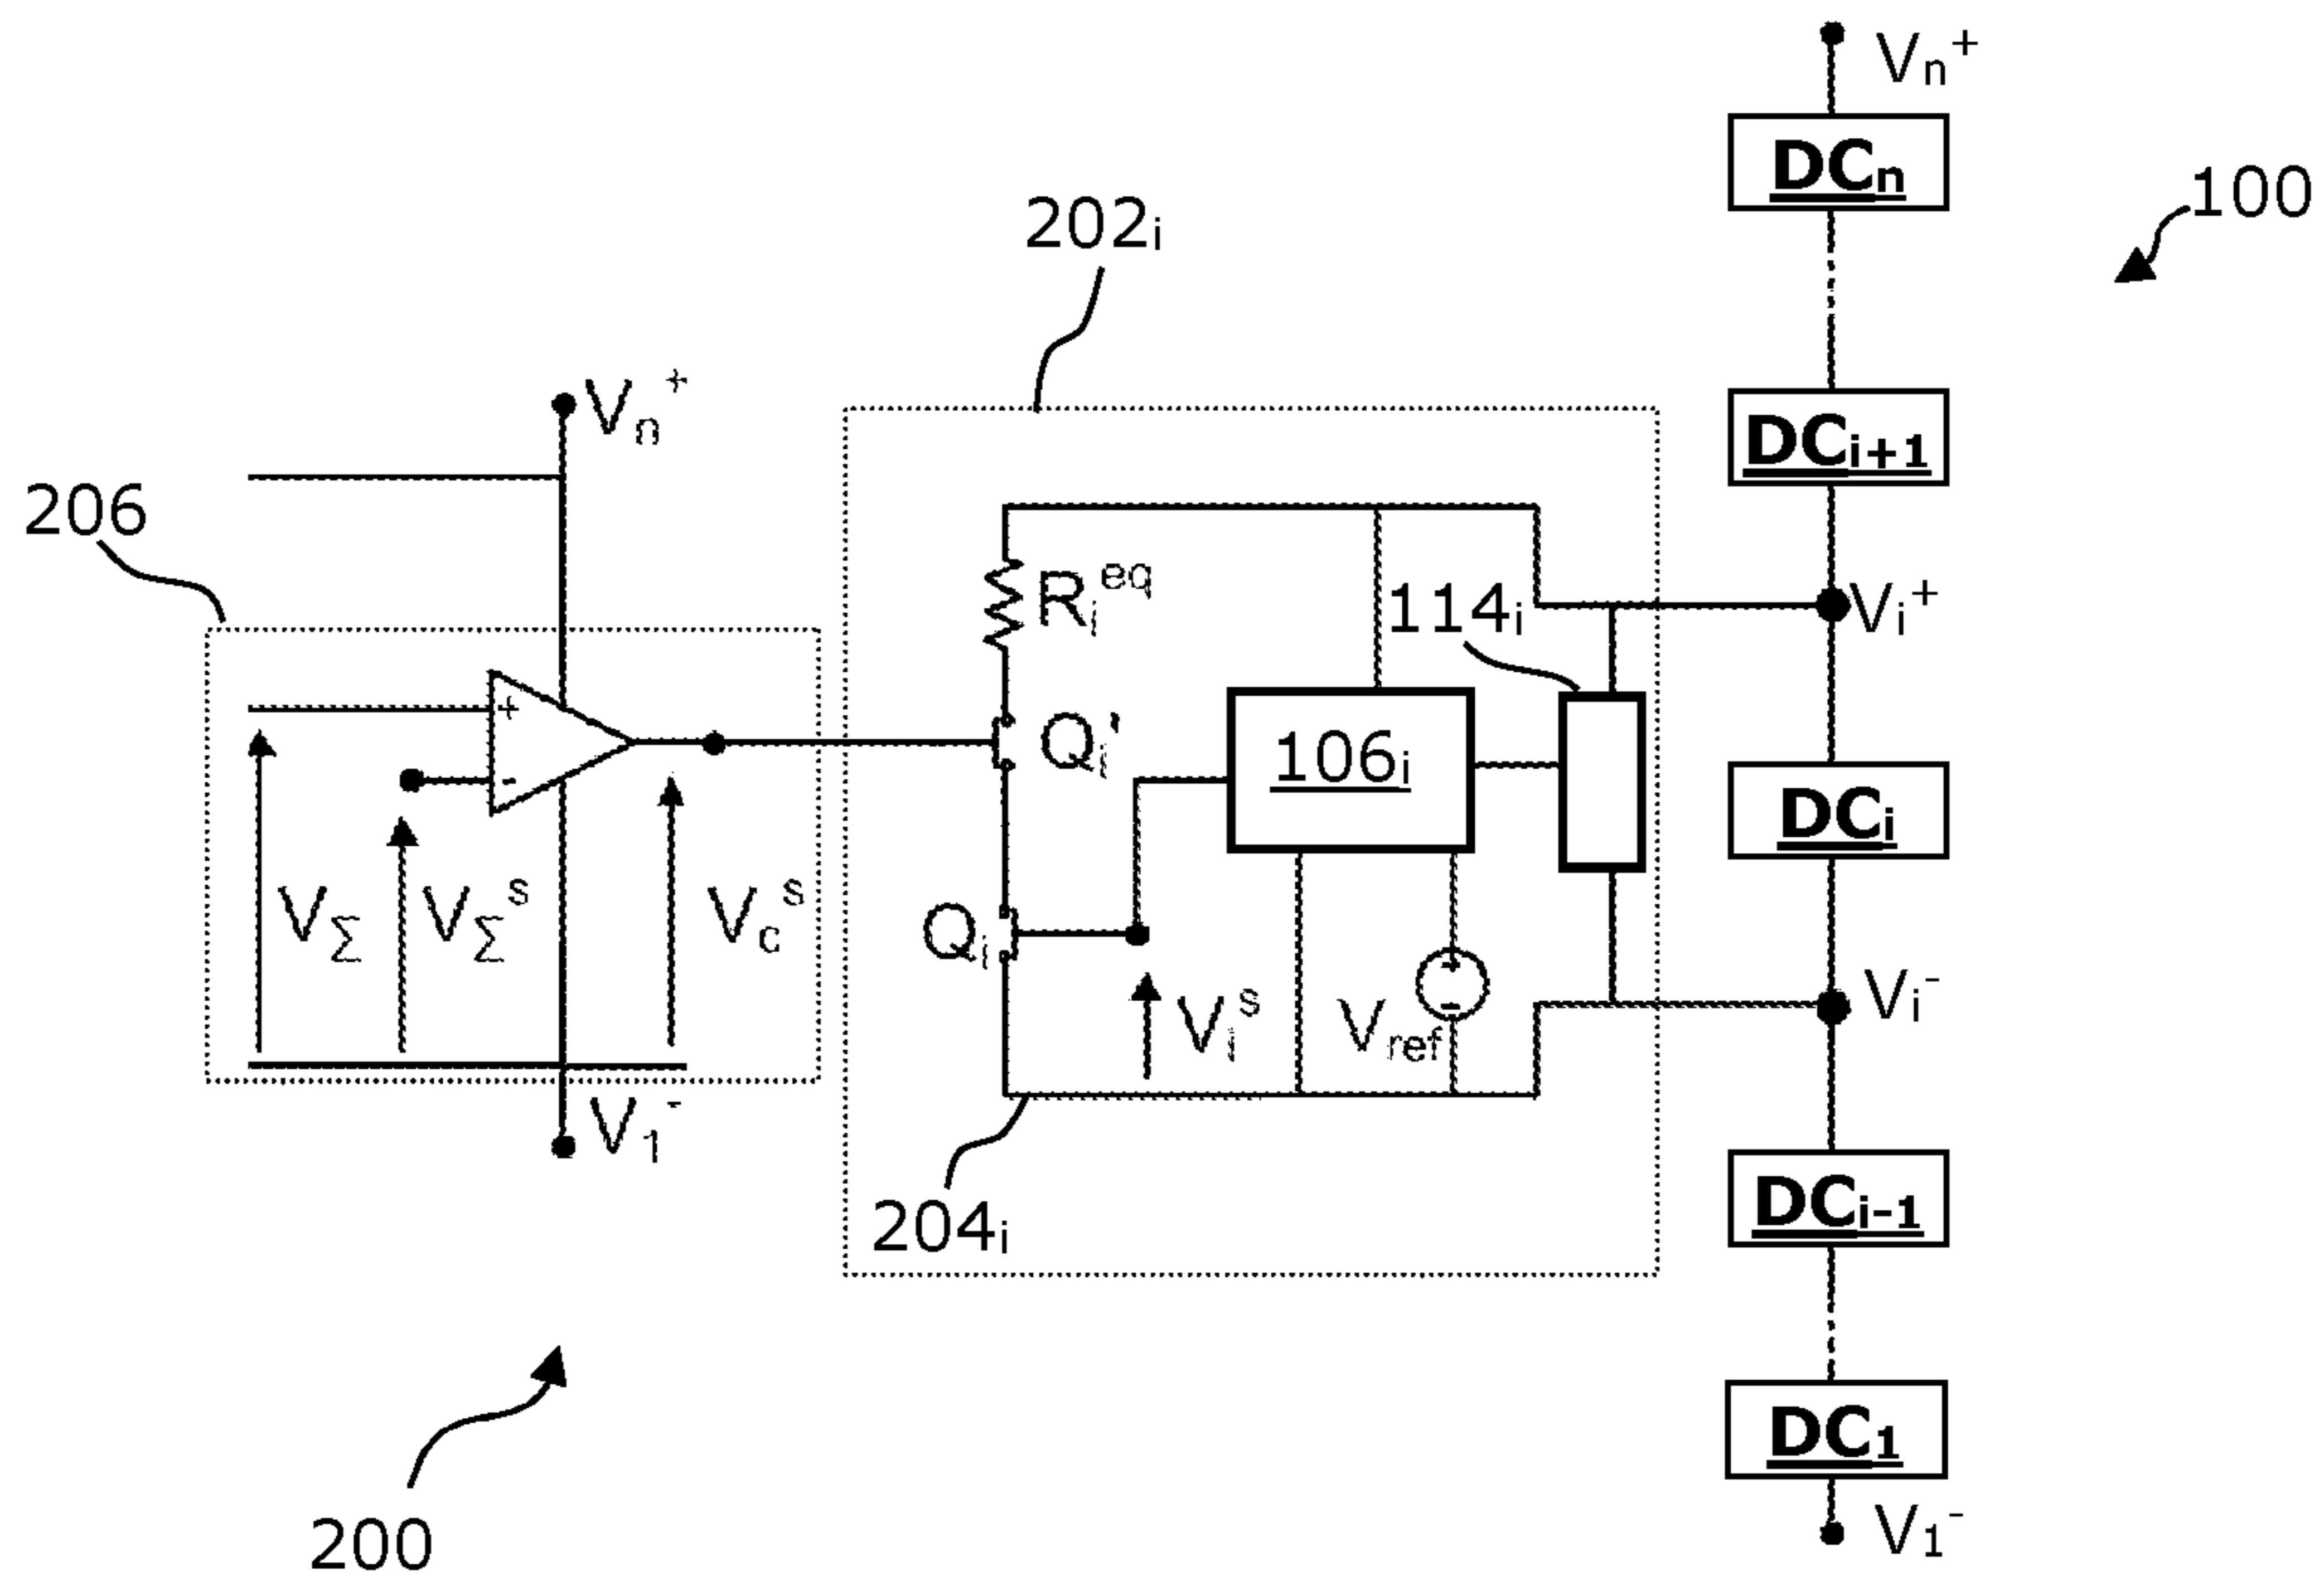 Vn+
DCn
100
202i
Vn+
DCi+1
206
Rieq
114i
Vi+
+
Qi'
106i
-
DCi
VΣ
VΣs
Vcs
Qi
Vis
Vref
+
-
Vi-
V1-
204i
DCi-1
200
DC1
V1-